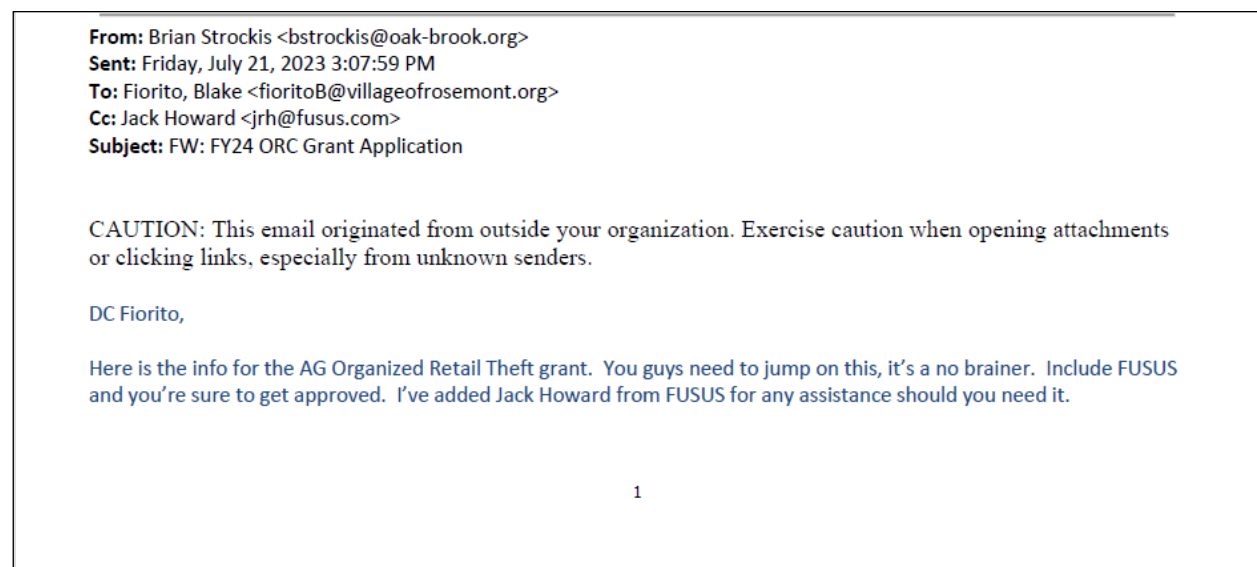 From: Brian Strockis <bstrockis@oak-brook.org>
Sent: Friday, July 21, 2023 3:07:59 PM
To: Fiorito, Blake <fioritoB@villageofrosemont.org>
Cc: Jack Howard <jrh@fusus.com>
Subject: FW: FY24 ORC Grant Application
CAUTION: This email originated from outside your organization. Exercise caution when opening attachments
or clicking links, especially from unknown senders.
DC Fiorito,
Here is the info for the AG Organized Retail Theft grant.  You guys need to jump on this, it’s a no brainer.  Include FUSUS
and you’re sure to get approved.  I’ve added Jack Howard from FUSUS for any assistance should you need it.
1